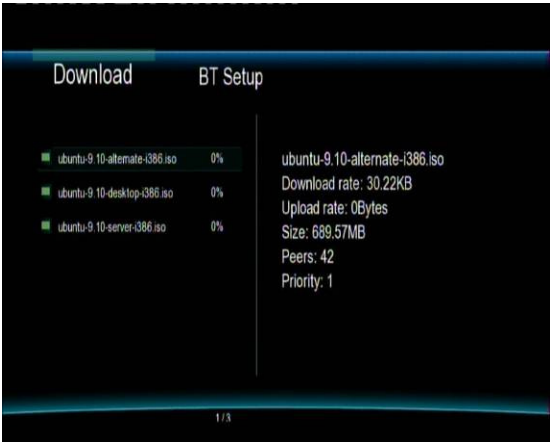 Download BT Setup
ubuntu-9.10-alternate-i386.iso 0%
ubuntu-9.10-desktop-i386.iso 0%
ubuntu-9.10-server-i386.iso 0%
ubuntu-9.10-alternate-i386.iso
Download rate: 30.22KB
Upload rate: 0Bytes
Size: 689.57MB
Peers: 42
Priority: 1
1/3